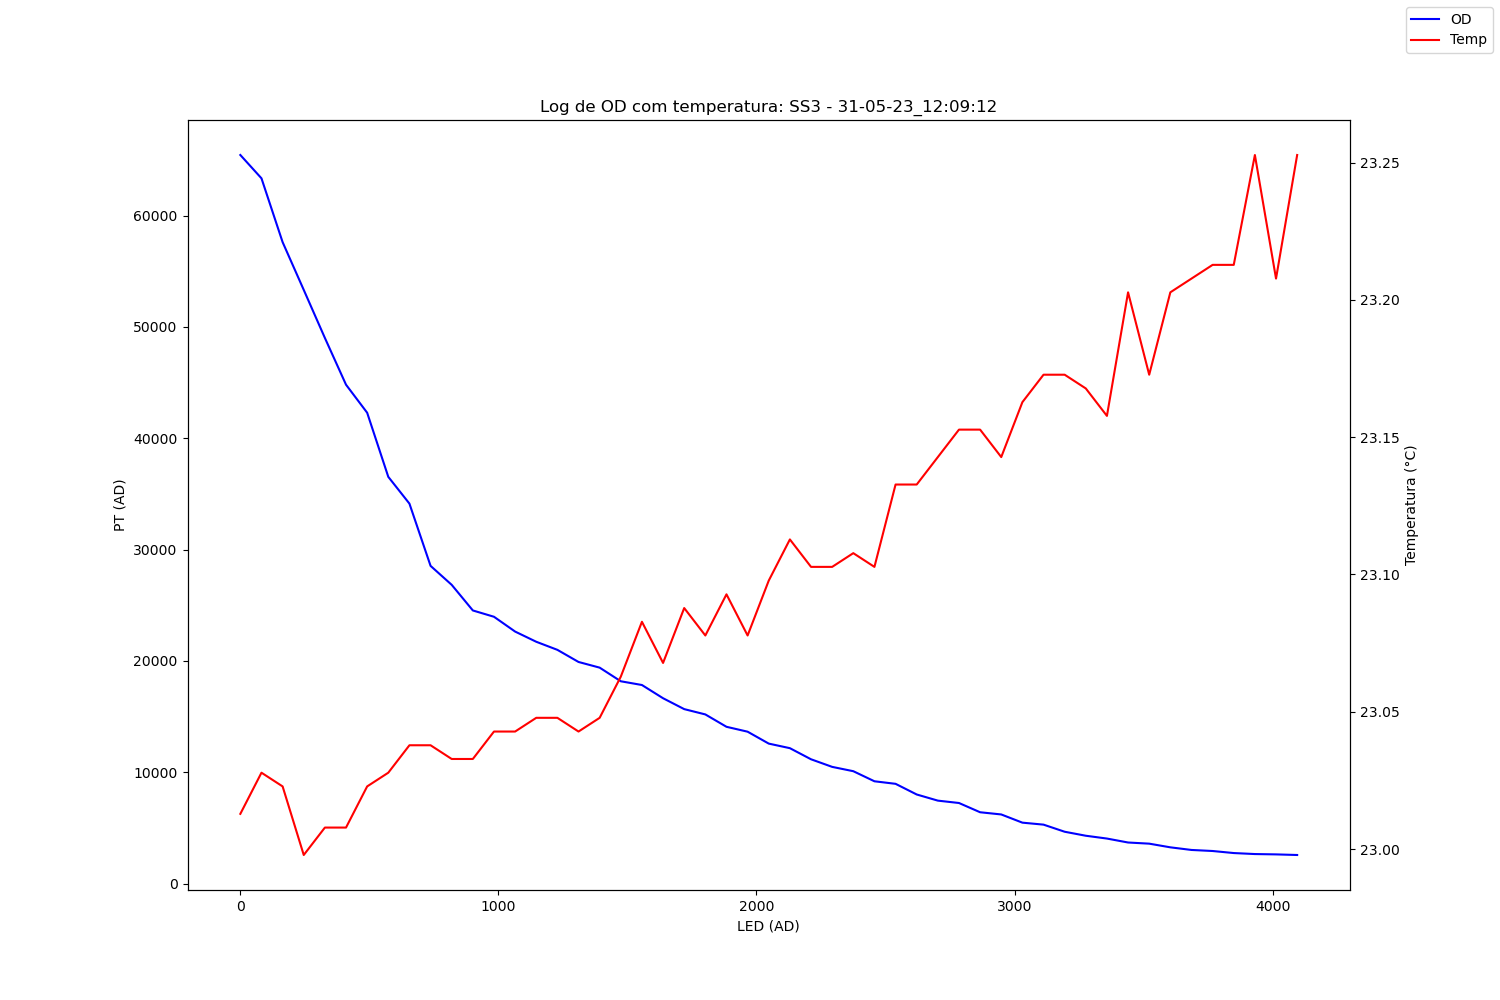 OD
Temp
Log de OD com temperatura: SS3 - 31-05-23_12:09:12
60000
50000
40000
30000
20000
10000
0
PT (AD)
23.25
23.20
23.15
23.10
23.05
23.00
Temperatura (°C)
0 1000 2000 3000 4000
LED (AD)